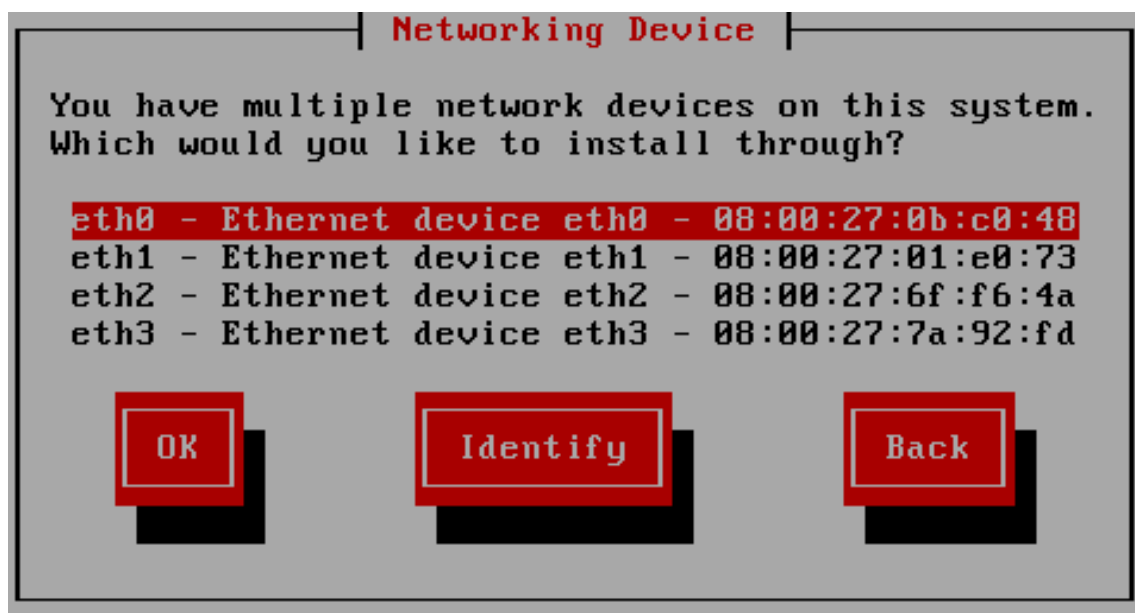 Networking Device
You have multiple network devices on this system.
Which would you like to install through?
eth0 - Ethernet device eth0 - 08:00:27:0b:c0:48
eth1 - Ethernet device eth1 - 08:00:27:01:e0:73
eth2 - Ethernet device eth2 - 08:00:27:6f:f6:4a
eth3 - Ethernet device eth3 - 08:00:27:7a:92:fd
OK Identify Back